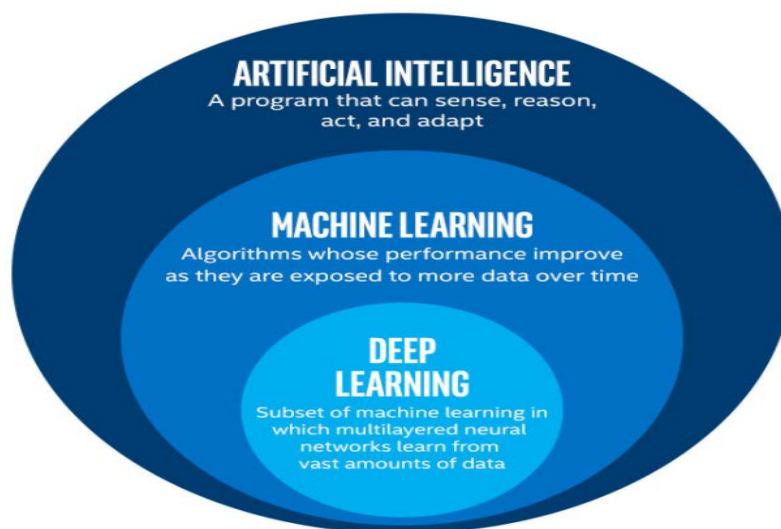 ARTIFICIAL INTELLIGENCE
A program that can sense, reason,
act, and adapt
MACHINE LEARNING
Algorithms whose performance improve
as they are exposed to more data over time
DEEP
LEARNING
Subset of machine learning in
which multilayered neural
networks learn from
vast amounts of data